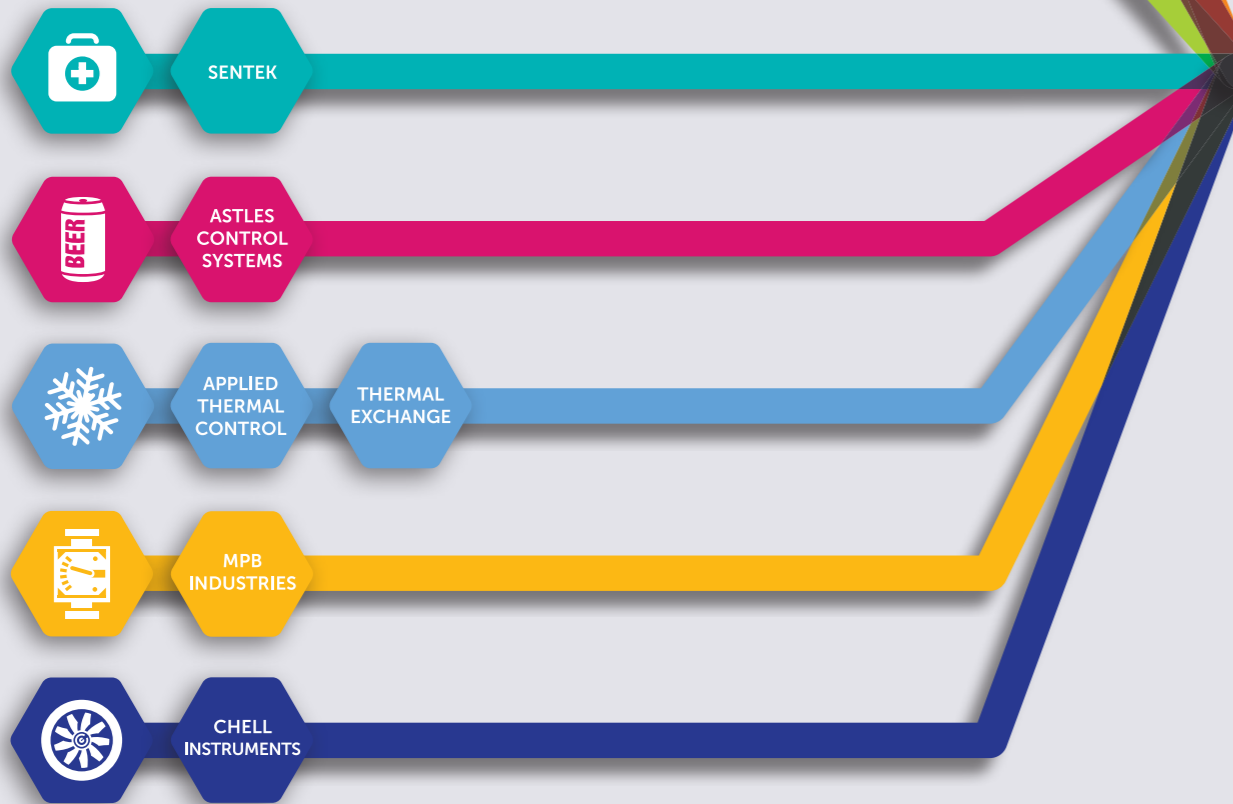 SENTEK
BEER
ASTLES
CONTROL
SYSTEMS
APPLIED
THERMAL
CONTROL
THERMAL
EXCHANGE
MPB
INDUSTRIES
CHELL
INSTRUMENTS